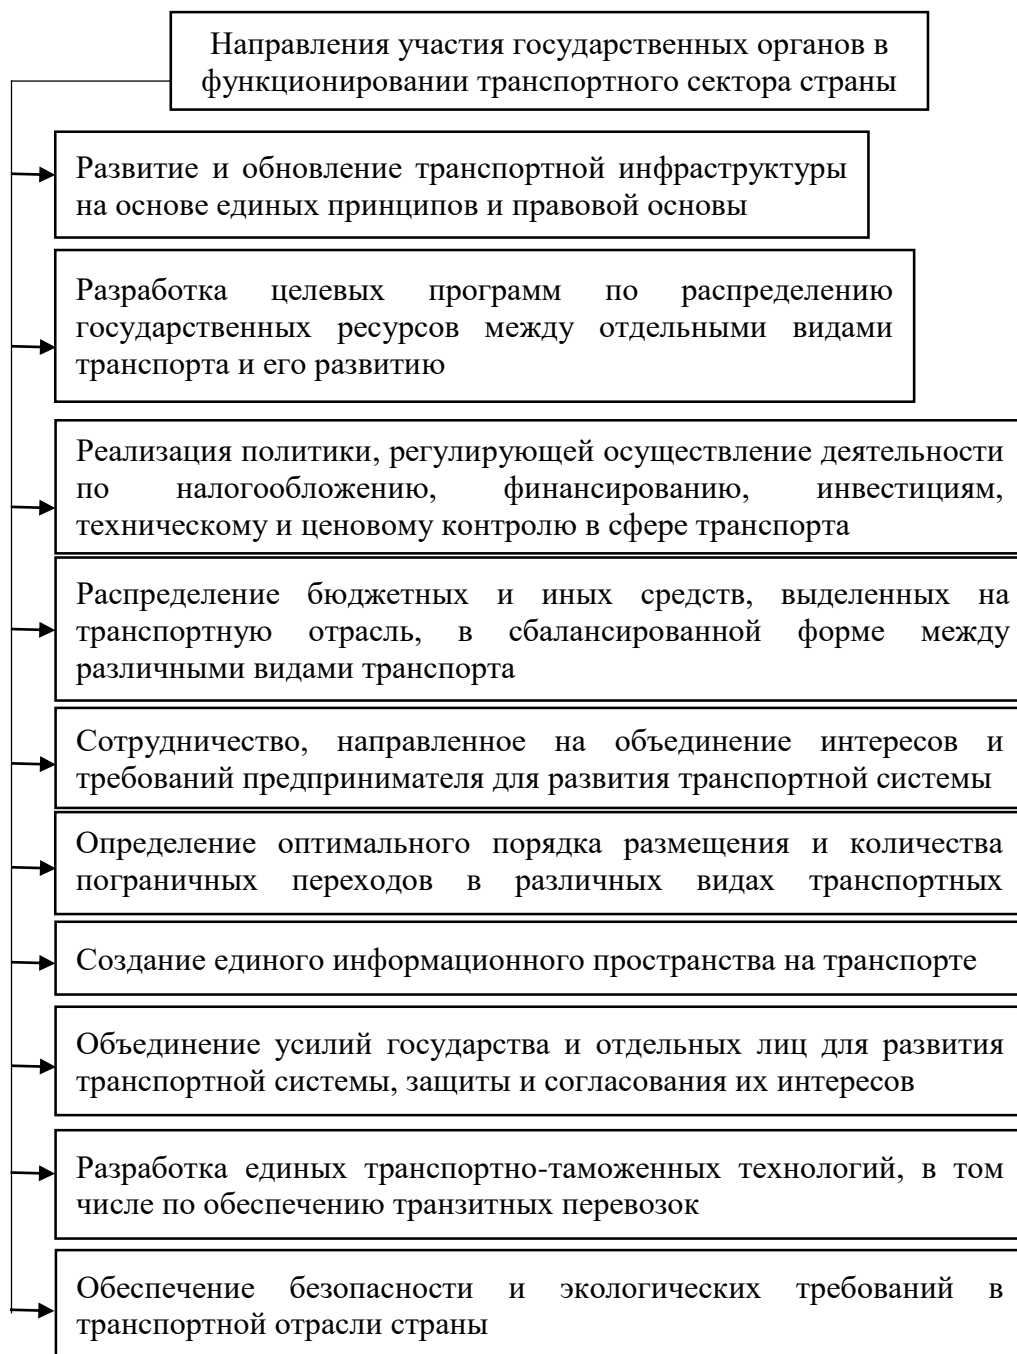 Направления участия государственных органов в
функционировании транспортного сектора страны
Развитие и обновление транспортной инфраструктуры
на основе единых принципов и правовой основы
Разработка целевых программ по распределению
государственных ресурсов между отдельными видами
транспорта и его развитию
Реализация политики, регулирующей осуществление деятельности
по налогообложению, финансированию, инвестициям,
техническому и ценовому контролю в сфере транспорта
Распределение бюджетных и иных средств, выделенных на
транспортную отрасль, в сбалансированной форме между
различными видами транспорта
Сотрудничество, направленное на объединение интересов и
требований предпринимателя для развития транспортной системы
Определение оптимального порядка размещения и количества
пограничных переходов в различных видах транспортных
Создание единого информационного пространства на транспорте
Объединение усилий государства и отдельных лиц для развития
транспортной системы, защиты и согласования их интересов
Разработка единых транспортно-таможенных технологий, в том
числе по обеспечению транзитных перевозок
Обеспечение безопасности и экологических требований в
транспортной отрасли страны